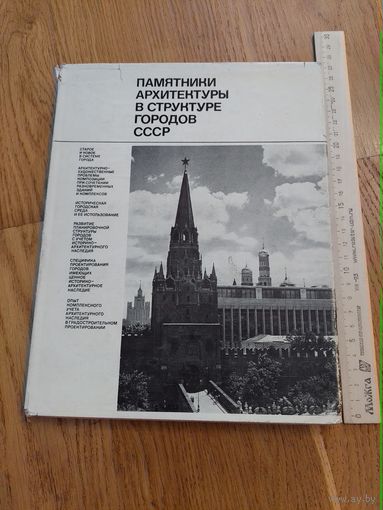 ПАМЯТНИКИ
АРХИТЕКТУРЫ
В СТРУКТУРЕ
ГОРОДОВ
СССР
СТАРОЕ
И НОВОЕ
В СИСТЕМЕ
ГОРОДА
АРХИТЕКТУРНО-
ХУДОЖЕСТВЕННЫЕ
ПРОБЛЕМЫ
КОМПОЗИЦИИ
ПРИ СОЧЕТАНИИ
РАЗНОВРЕМЕННЫХ
ЗДАНИЙ
И КОМПЛЕКСОВ
ИСТОРИЧЕСКАЯ
ГОРОДСКАЯ
СРЕДА
И ЕЕ ИСПОЛЬЗОВАНИЕ
РАЗВИТИЕ
ПЛАНИРОВОЧНОЙ
СТРУКТУРЫ
ГОРОДОВ
С УЧЕТОМ
ИСТОРИКО-
АРХИТЕКТУРНОГО
НАСЛЕДИЯ
СПЕЦИФИКА
ПРОЕКТИРОВАНИЯ
ГОРОДОВ
ИМЕЮЩИХ
ЦЕННОЕ
ИСТОРИКО-
АРХИТЕКТУРНОЕ
НАСЛЕДИЕ
ОПЫТ
КОМПЛЕКСНОГО
УЧЕТА
АРХИТЕКТУРНОГО
НАСЛЕДИЯ
В ГРАДОСТРОИТЕЛЬНОМ
ПРОЕКТИРОВАНИИ
Можга
ay.by